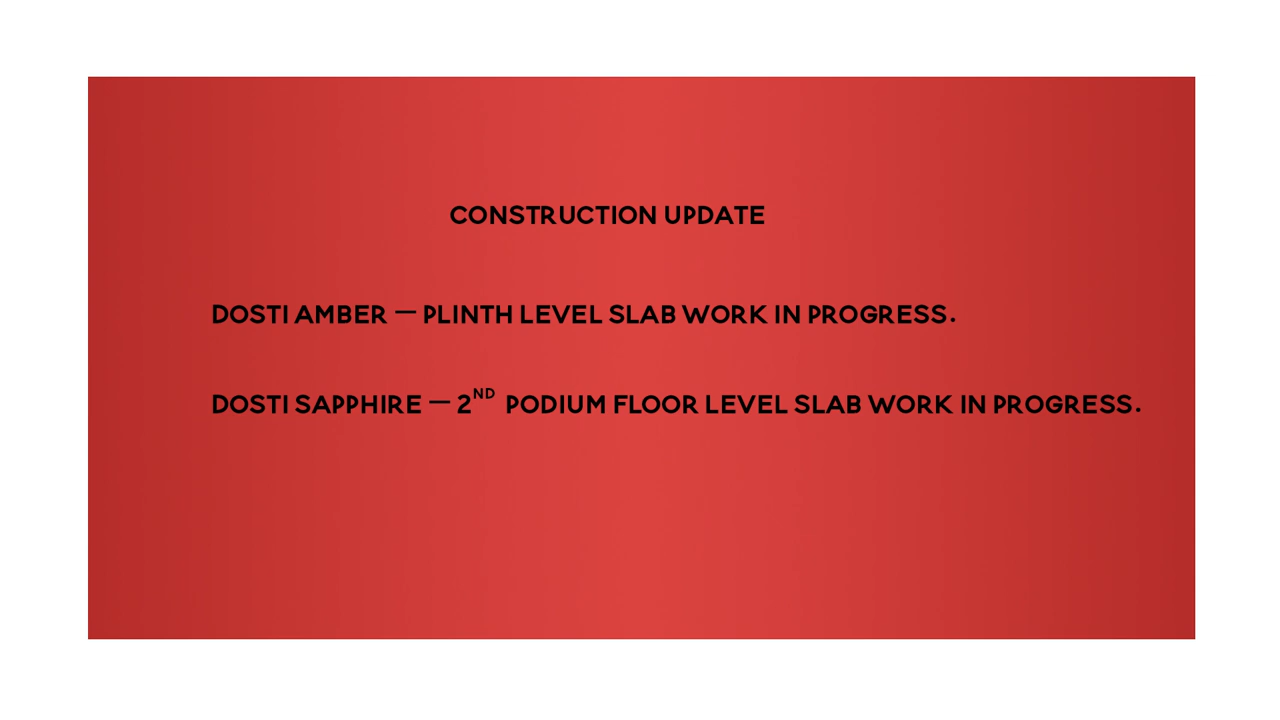 CONSTRUCTION UPDATE
DOSTI AMBER – PLINTH LEVEL SLAB WORK IN PROGRESS.
DOSTI SAPPHIRE – 2ND PODIUM FLOOR LEVEL SLAB WORK IN PROGRESS.